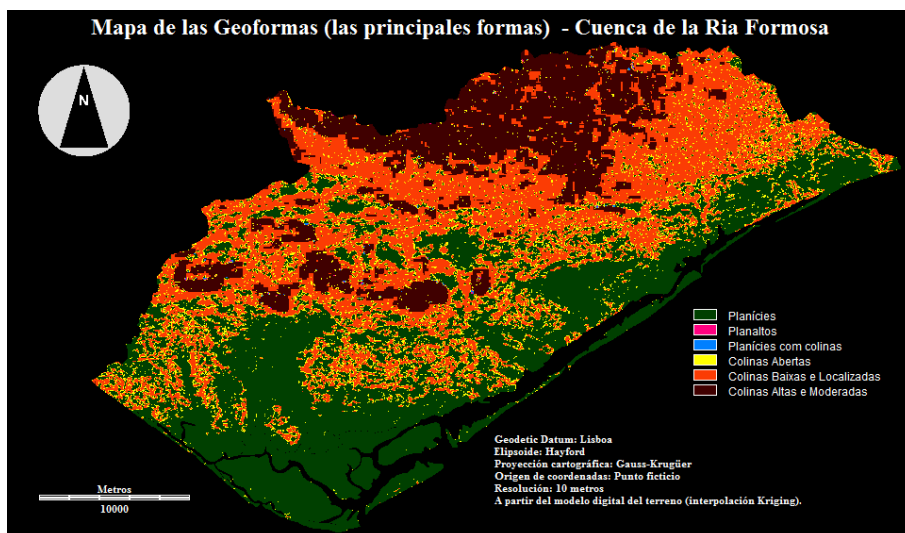 Mapa de las Geoformas (las principales formas) - Cuenca de la Ria Formosa
N
Planícies
Planaltos
Planícies com colinas
Colinas Abertas
Colinas Baixas e Localizadas
Colinas Altas e Moderadas
Geodetic Datum: Lisboa
Elipsoide: Hayford
Proyección cartográfica: Gauss-Krugüer
Origen de coordenadas: Punto ficticio
Resolución: 10 metros
A partir del modelo digital del terreno (interpolación Kriging).
Metros
10000